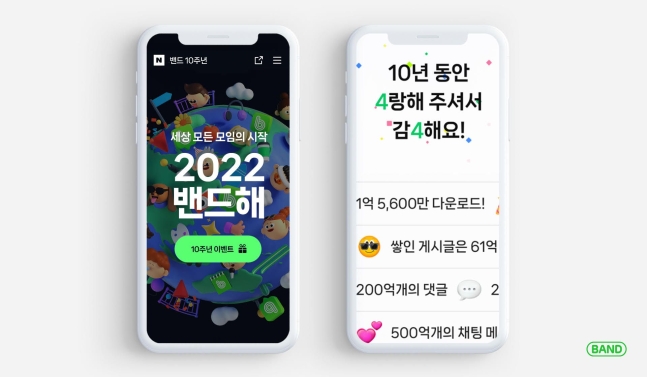 N 밴드 10주년
세상 모든 모임의 시작
2022
밴드해
10주년 이벤트
10년 동안
4랑해 주셔서
감4해요!
1억 5,600만 다운로드!
쌓인 게시글은 61억
200억개의 댓글 2
500억개의 채팅 메
BAND